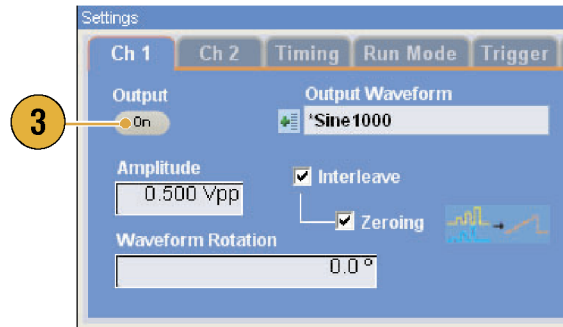 Settings
Ch 1 Ch 2 Timing Run Mode Trigger
Output Output Waveform
3 On *Sine1000
Amplitude
0.500 Vpp Interleave
Zeroing
Waveform Rotation
0.0 °